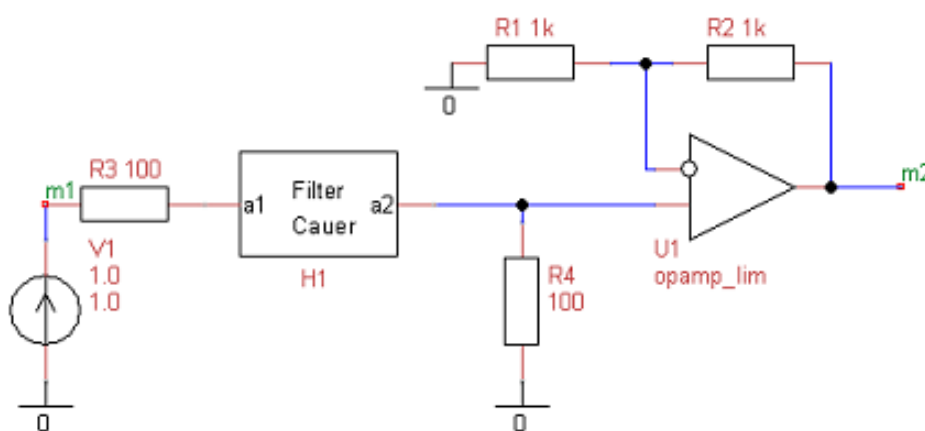 R1 1k
R2 1k
0
R3 100
m1
a1
Filter
Cauer
a2
H1
m2
V1
1.0
1.0
U1
opamp_lim
R4
100
0
0